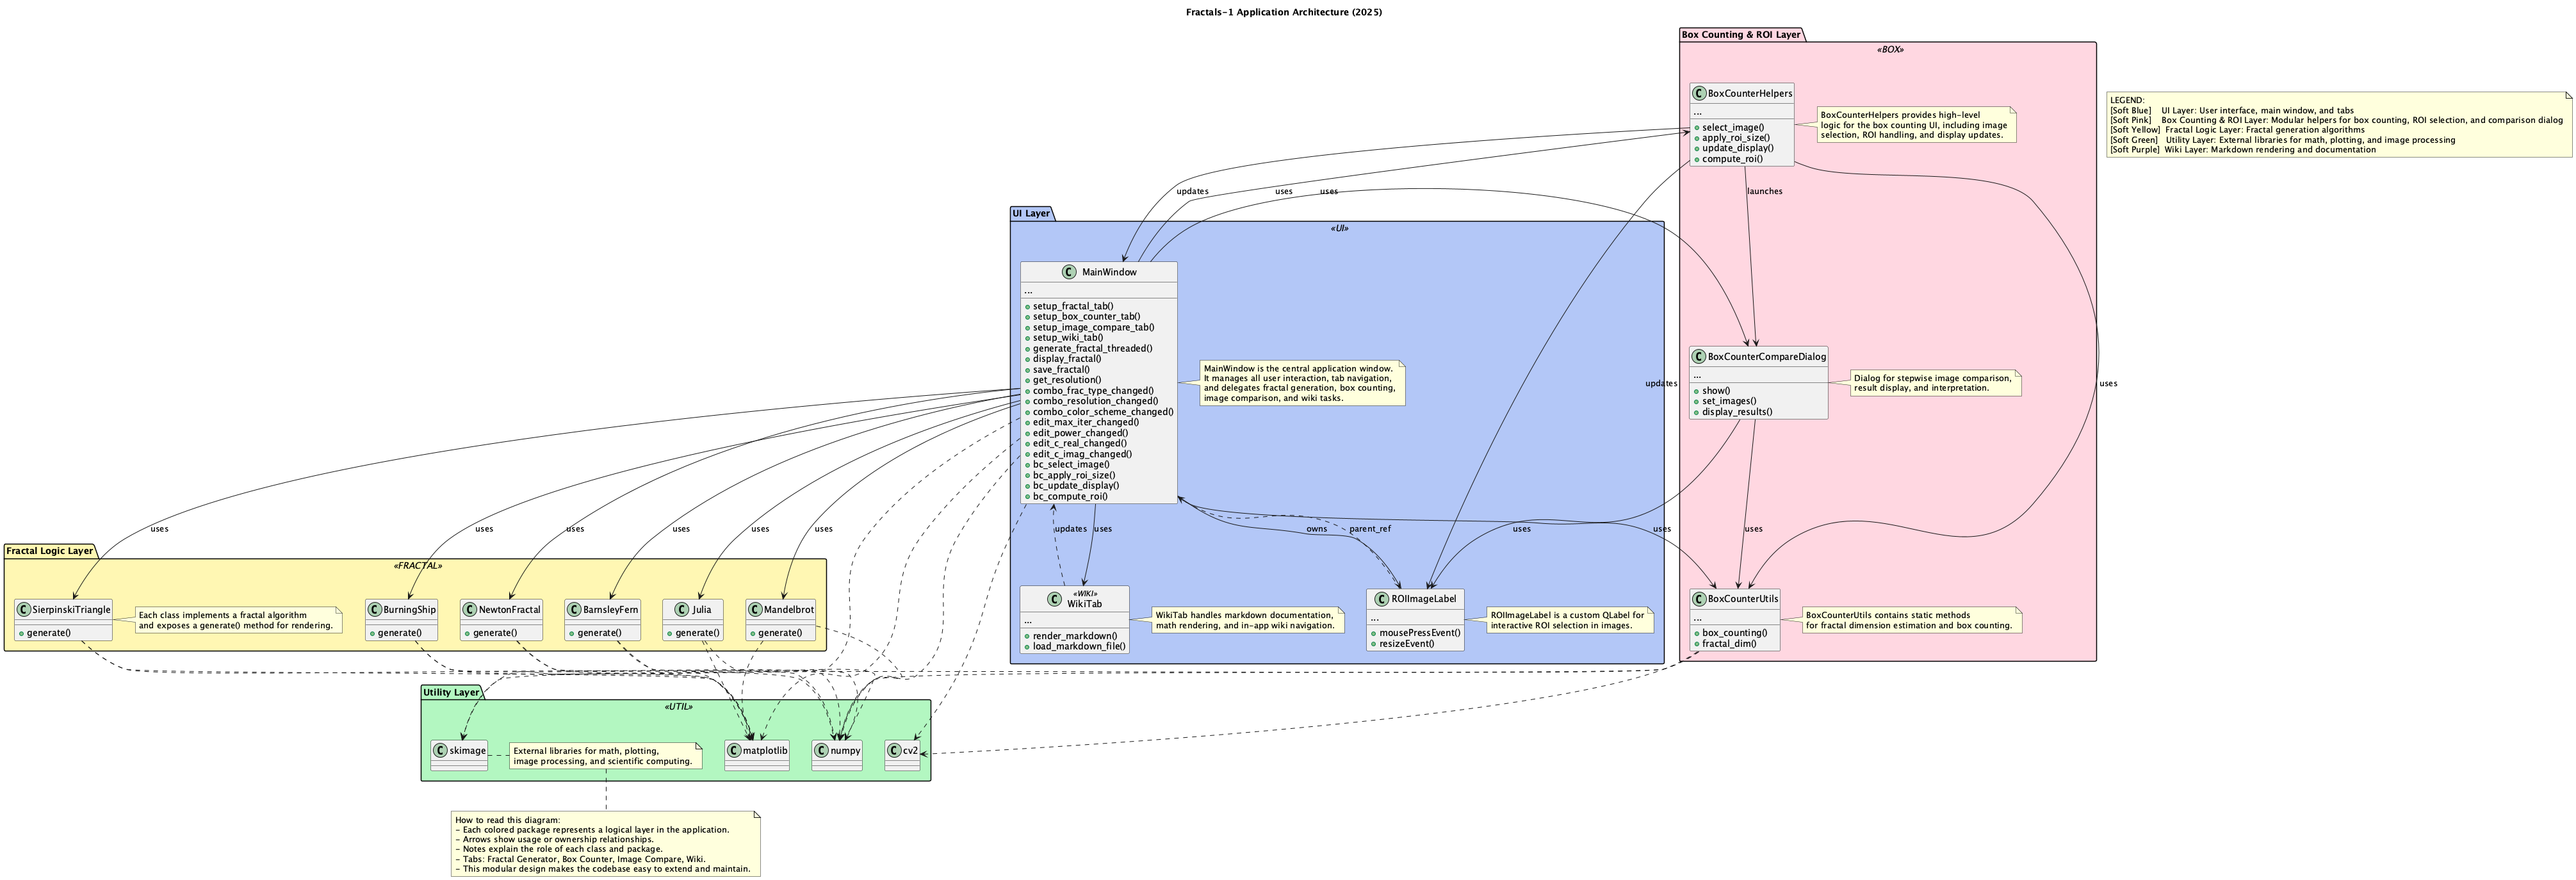 Fractals-1 Application Architecture (2025)
Box Counting & ROI Layer
«BOX»
C BoxCounterHelpers
...
select_image()
apply_roi_size()
update_display()
compute_roi()
BoxCounterHelpers provides high-level
logic for the box counting UI, including image
selection, ROI handling, and display updates.
LEGEND:
[Soft Blue] UI Layer: User interface, main window, and tabs
[Soft Pink] Box Counting & ROI Layer: Modular helpers for box counting, ROI selection, and comparison dialog
[Soft Yellow] Fractal Logic Layer: Fractal generation algorithms
[Soft Green] Utility Layer: External libraries for math, plotting, and image processing
[Soft Purple] Wiki Layer: Markdown rendering and documentation
updates
uses
uses
launches
UI Layer
«UI»
C MainWindow
...
setup_fractal_tab()
setup_box_counter_tab()
setup_image_compare_tab()
setup_wiki_tab()
generate_fractal_threaded()
display_fractal()
save_fractal()
get_resolution()
combo_frac_type_changed()
combo_resolution_changed()
combo_color_scheme_changed()
edit_max_iter_changed()
edit_power_changed()
edit_c_real_changed()
edit_c_imag_changed()
bc_select_image()
bc_apply_roi_size()
bc_update_display()
bc_compute_roi()
MainWindow is the central application window.
It manages all user interaction, tab navigation,
and delegates fractal generation, box counting,
image comparison, and wiki tasks.
C BoxCounterCompareDialog
...
show()
set_images()
display_results()
Dialog for stepwise image comparison,
result display, and interpretation.
updates
uses
uses
uses
uses
uses
uses
uses
updates
uses
owns
parent_ref
uses
uses
uses
Fractal Logic Layer
«FRACTAL»
C SierpinskiTriangle
generate()
Each class implements a fractal algorithm
and exposes a generate() method for rendering.
C BurningShip
generate()
C NewtonFractal
generate()
C BarnsleyFern
generate()
C Julia
generate()
C Mandelbrot
generate()
C «WIKI»
WikiTab
...
render_markdown()
load_markdown_file()
WikiTab handles markdown documentation,
math rendering, and in-app wiki navigation.
C ROIImageLabel
...
mousePressEvent()
resizeEvent()
ROIImageLabel is a custom QLabel for
interactive ROI selection in images.
C BoxCounterUtils
...
box_counting()
fractal_dim()
BoxCounterUtils contains static methods
for fractal dimension estimation and box counting.
Utility Layer
«UTIL»
C skimage
External libraries for math, plotting,
image processing, and scientific computing.
C matplotlib
C numpy
C cv2
How to read this diagram:
- Each colored package represents a logical layer in the application.
- Arrows show usage or ownership relationships.
- Notes explain the role of each class and package.
- Tabs: Fractal Generator, Box Counter, Image Compare, Wiki.
- This modular design makes the codebase easy to extend and maintain.